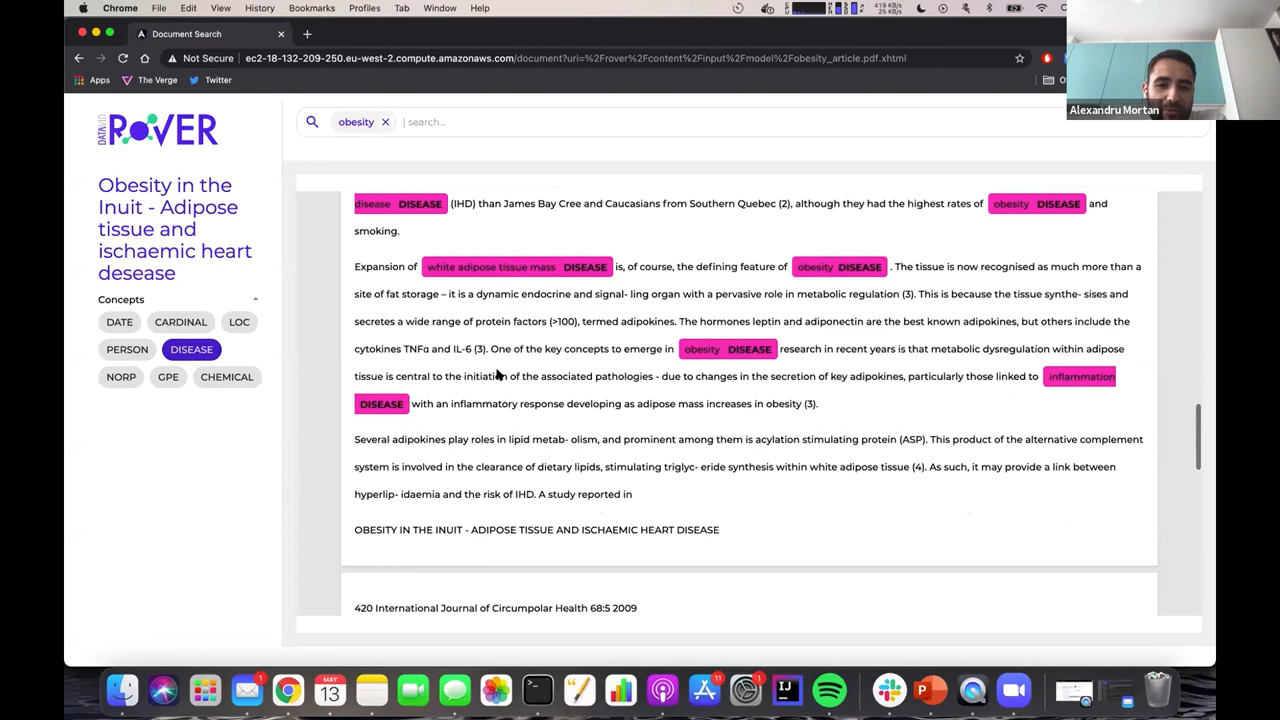 Chrome File Edit View History Bookmarks Profiles Tab Window Help
419 KB/s
25 KB/s
Document Search
Not Secure ec2-18-132-209-250.eu-west-2.compute.amazonaws.com/document?uri=%2Frover%2Fcontent%2Finput%2Fmodel%2Fobesity_article.pdf.xhtml
Apps The Verge Twitter
Alexandru Mortan
DATAVID ROVER
obesity search...
Obesity in the
Inuit - Adipose
tissue and
ischaemic heart
desease
Concepts
DATE CARDINAL LOC
PERSON DISEASE
NORP GPE CHEMICAL
disease DISEASE (IHD) than James Bay Cree and Caucasians from Southern Quebec (2), although they had the highest rates of obesity DISEASE and
smoking.
Expansion of white adipose tissue mass DISEASE is, of course, the defining feature of obesity DISEASE . The tissue is now recognised as much more than a
site of fat storage – it is a dynamic endocrine and signal- ling organ with a pervasive role in metabolic regulation (3). This is because the tissue synthe- sises and
secretes a wide range of protein factors (>100), termed adipokines. The hormones leptin and adiponectin are the best known adipokines, but others include the
cytokines TNFα and IL-6 (3). One of the key concepts to emerge in obesity DISEASE research in recent years is that metabolic dysregulation within adipose
tissue is central to the initiation of the associated pathologies - due to changes in the secretion of key adipokines, particularly those linked to inflammation
DISEASE with an inflammatory response developing as adipose mass increases in obesity (3).
Several adipokines play roles in lipid metab- olism, and prominent among them is acylation stimulating protein (ASP). This product of the alternative complement
system is involved in the clearance of dietary lipids, stimulating triglyc- eride synthesis within white adipose tissue (4). As such, it may provide a link between
hyperlip- idaemia and the risk of IHD. A study reported in
OBESITY IN THE INUIT - ADIPOSE TISSUE AND ISCHAEMIC HEART DISEASE
420 International Journal of Circumpolar Health 68:5 2009
1
MAY
13
11
1